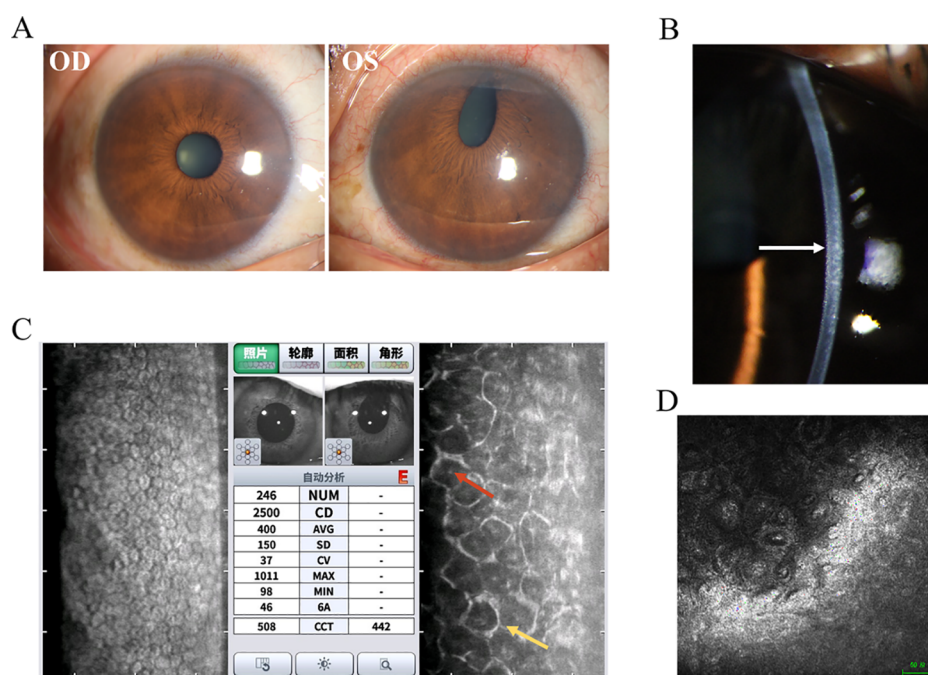 A
OD
OS
B
C
照片 轮廓 面积 角形
自动分析 E
246 NUM -
2500 CD -
400 AVG -
150 SD -
37 CV -
1011 MAX -
98 MIN -
46 6A -
508 CCT 442
D